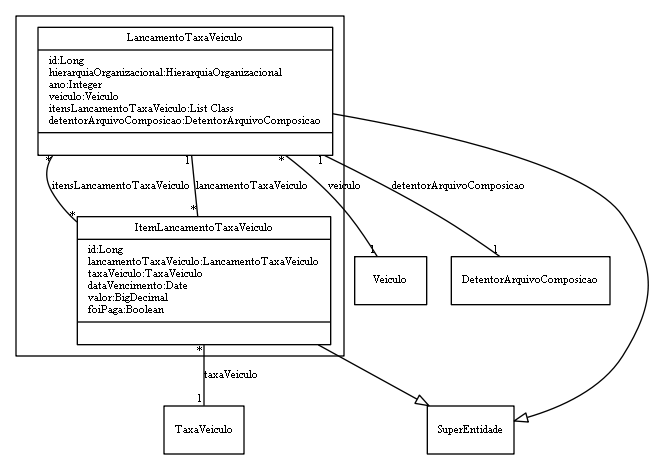 LancamentoTaxaVeiculo
id:Long
hierarquiaOrganizacional:HierarquiaOrganizacional
ano:Integer
veiculo:Veiculo
itensLancamentoTaxaVeiculo:List Class
detentorArquivoComposicao:DetentorArquivoComposicao
* 1 * 1
itensLancamentoTaxaVeiculo lancamentoTaxaVeiculo veiculo detentorArquivoComposicao
* *
ItemLancamentoTaxaVeiculo
id:Long
lancamentoTaxaVeiculo:LancamentoTaxaVeiculo
taxaVeiculo:TaxaVeiculo
dataVencimento:Date
valor:BigDecimal
foiPaga:Boolean
1 1
Veiculo DetentorArquivoComposicao
*
taxaVeiculo
1
TaxaVeiculo SuperEntidade